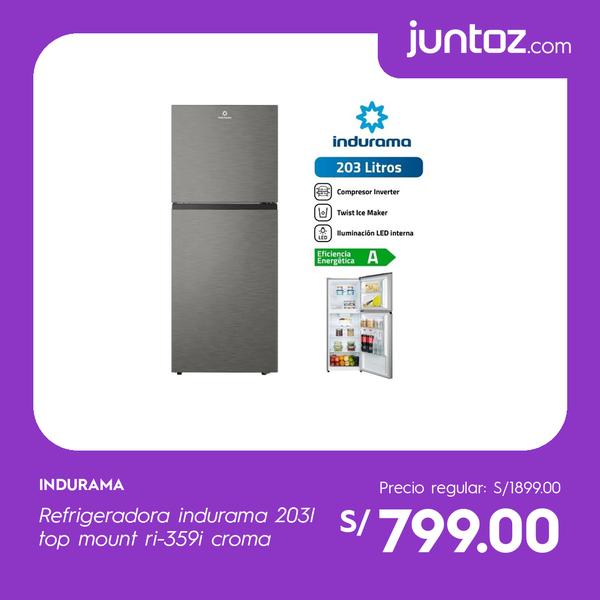 juntoz.com
indurama
indurama
203 Litros
Compresor Inverter
Twist Ice Maker
LED
Iluminación LED interna
Eficiencia
Energética
A
INDURAMA
Refrigeradora indurama 203l
top mount ri-359i croma
Precio regular: S/1899.00
S/ 799.00